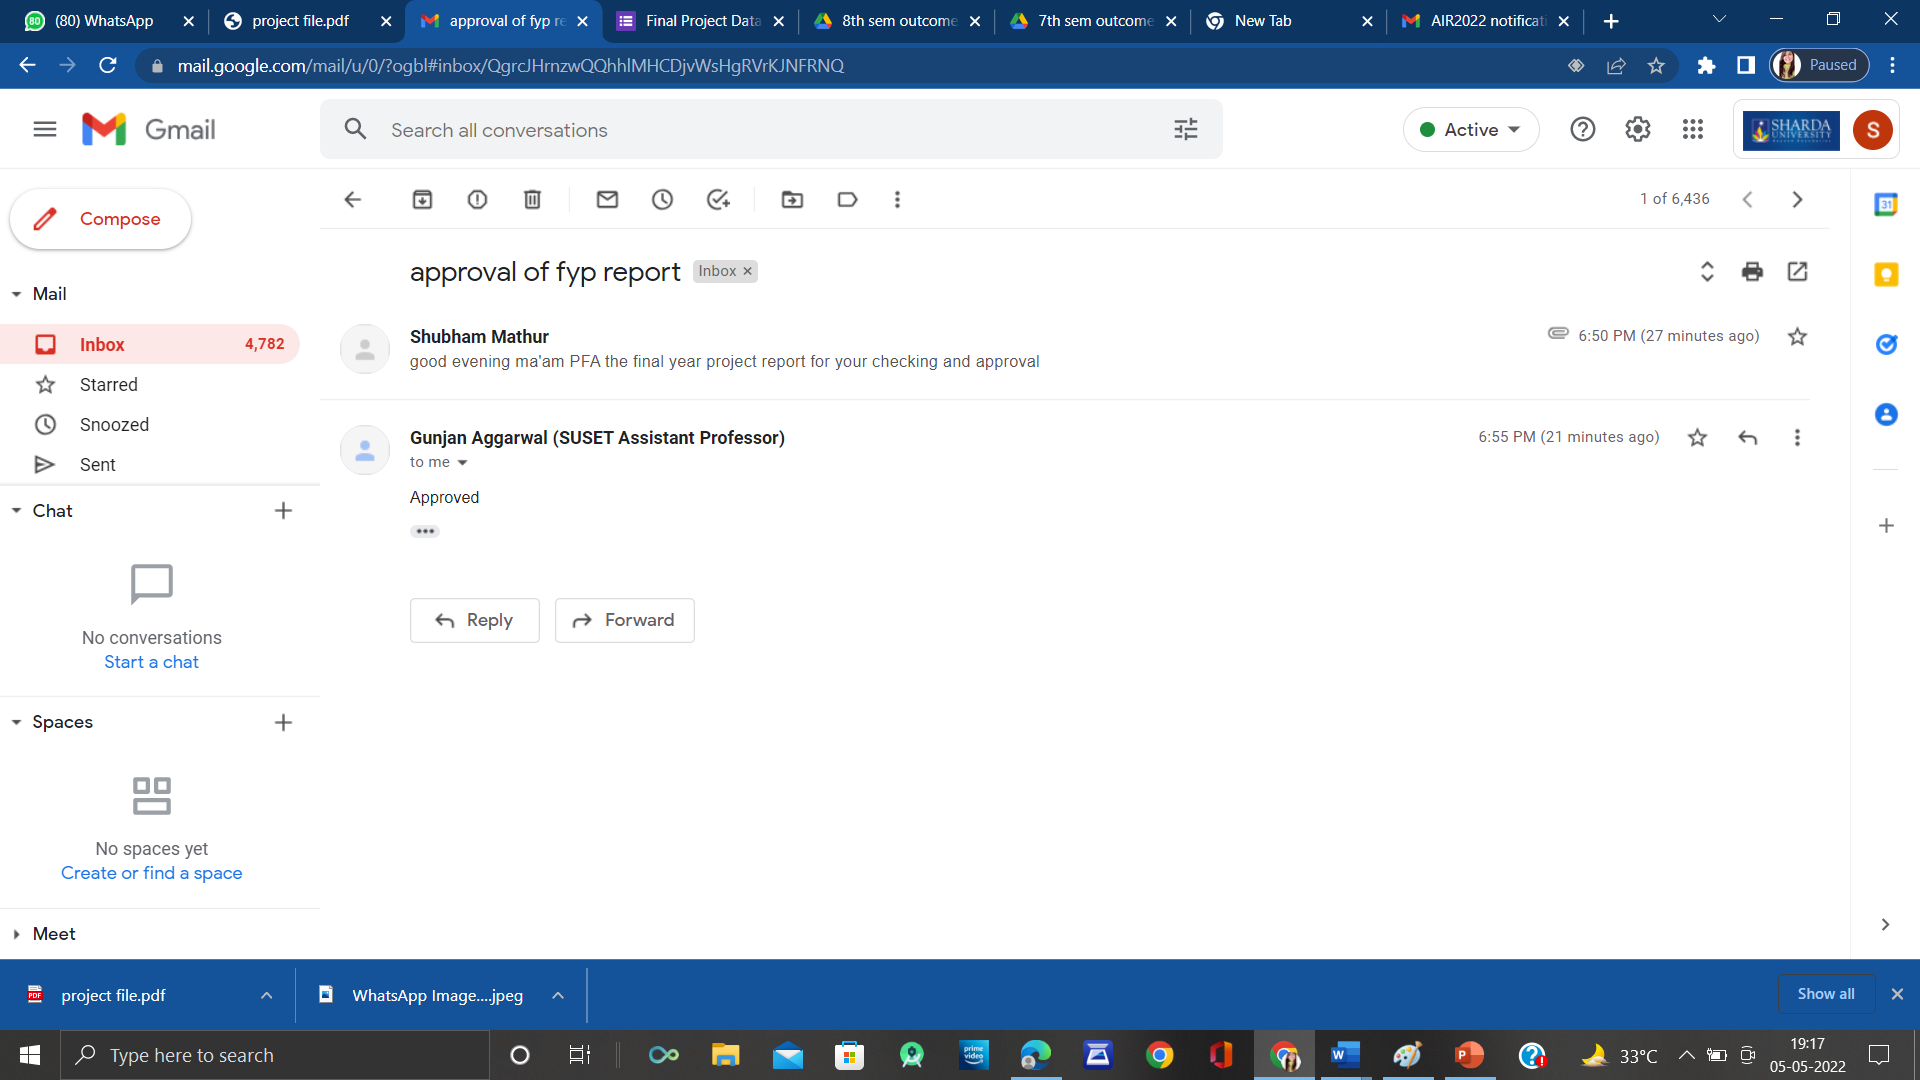 (80) WhatsApp
project file.pdf
approval of fyp re
Final Project Data
8th sem outcome
7th sem outcome
New Tab
AIR2022 notificati
mail.google.com/mail/u/0/?ogbl#inbox/QgrcJHrnzwQQhhlMHCDjvWsHgRVrKJNFRNQ
Paused
Gmail
Search all conversations
Active
SHARDA
UNIVERSITY
S
Compose
1 of 6,436
31
approval of fyp report
Inbox ×
Mail
Inbox 4,782
Starred
Snoozed
Sent
Shubham Mathur
6:50 PM (27 minutes ago)
good evening ma'am PFA the final year project report for your checking and approval
Gunjan Aggarwal (SUSET Assistant Professor)
6:55 PM (21 minutes ago)
to me
Approved
Reply
Forward
Chat
No conversations
Start a chat
Spaces
No spaces yet
Create or find a space
Meet
PDF
project file.pdf
WhatsApp Image....jpeg
Show all
Type here to search
prime
video
W
P
33°C
19:17
05-05-2022